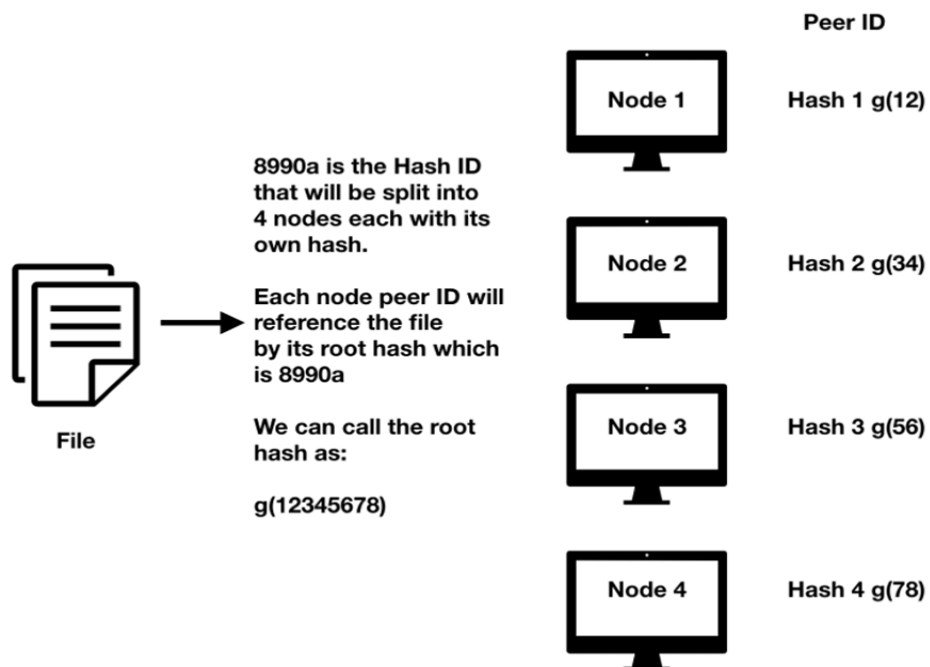 Peer ID
Node 1
Hash 1 g(12)
8990a is the Hash ID
that will be split into
4 nodes each with its
own hash.
Node 2
Hash 2 g(34)
Each node peer ID will
reference the file
by its root hash which
is 8990a
File
We can call the root
hash as:
g(12345678)
Node 3
Hash 3 g(56)
Node 4
Hash 4 g(78)